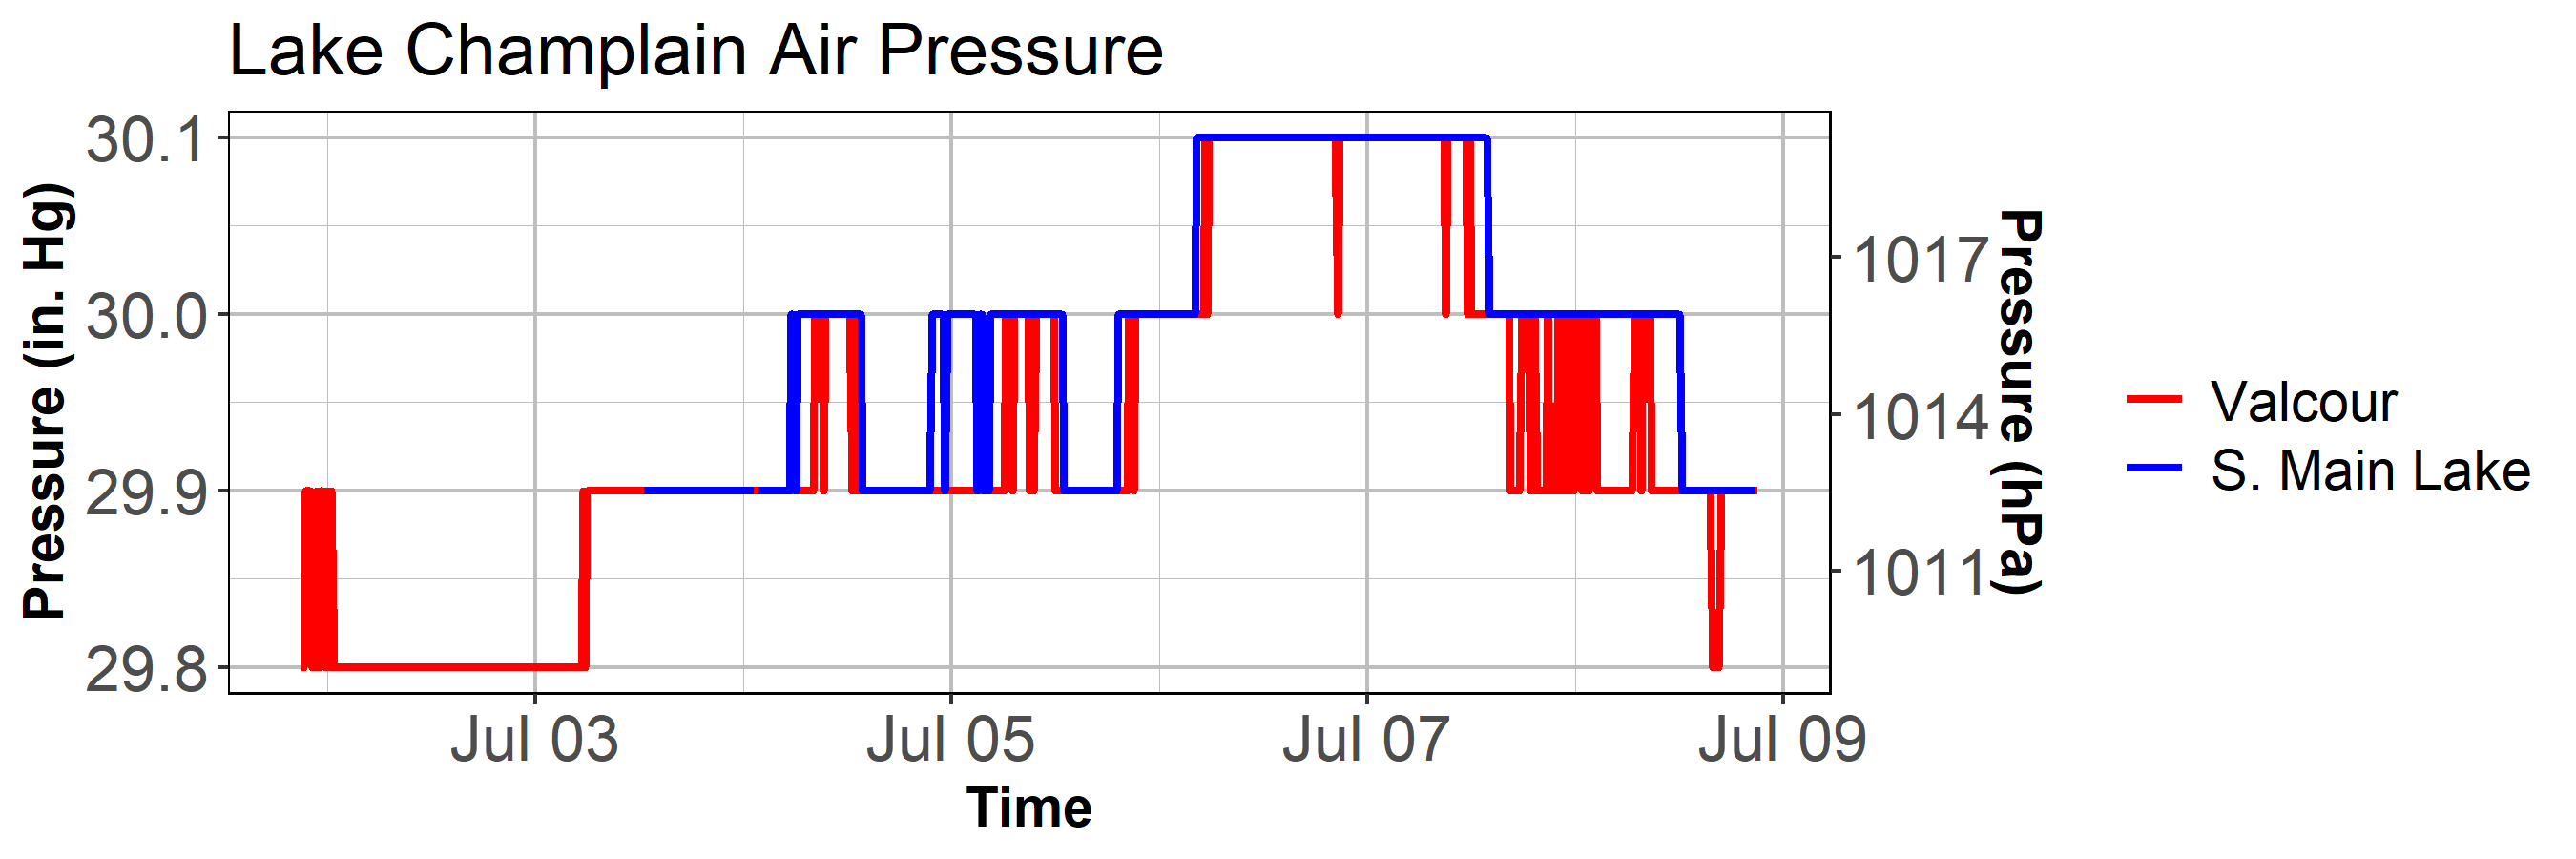 Lake Champlain Air Pressure
Pressure (in. Hg)
30.1
30.0
29.9
29.8
1017
1014
1011
Pressure (hPa)
Jul 03 Jul 05 Jul 07 Jul 09
Time
Valcour
S. Main Lake